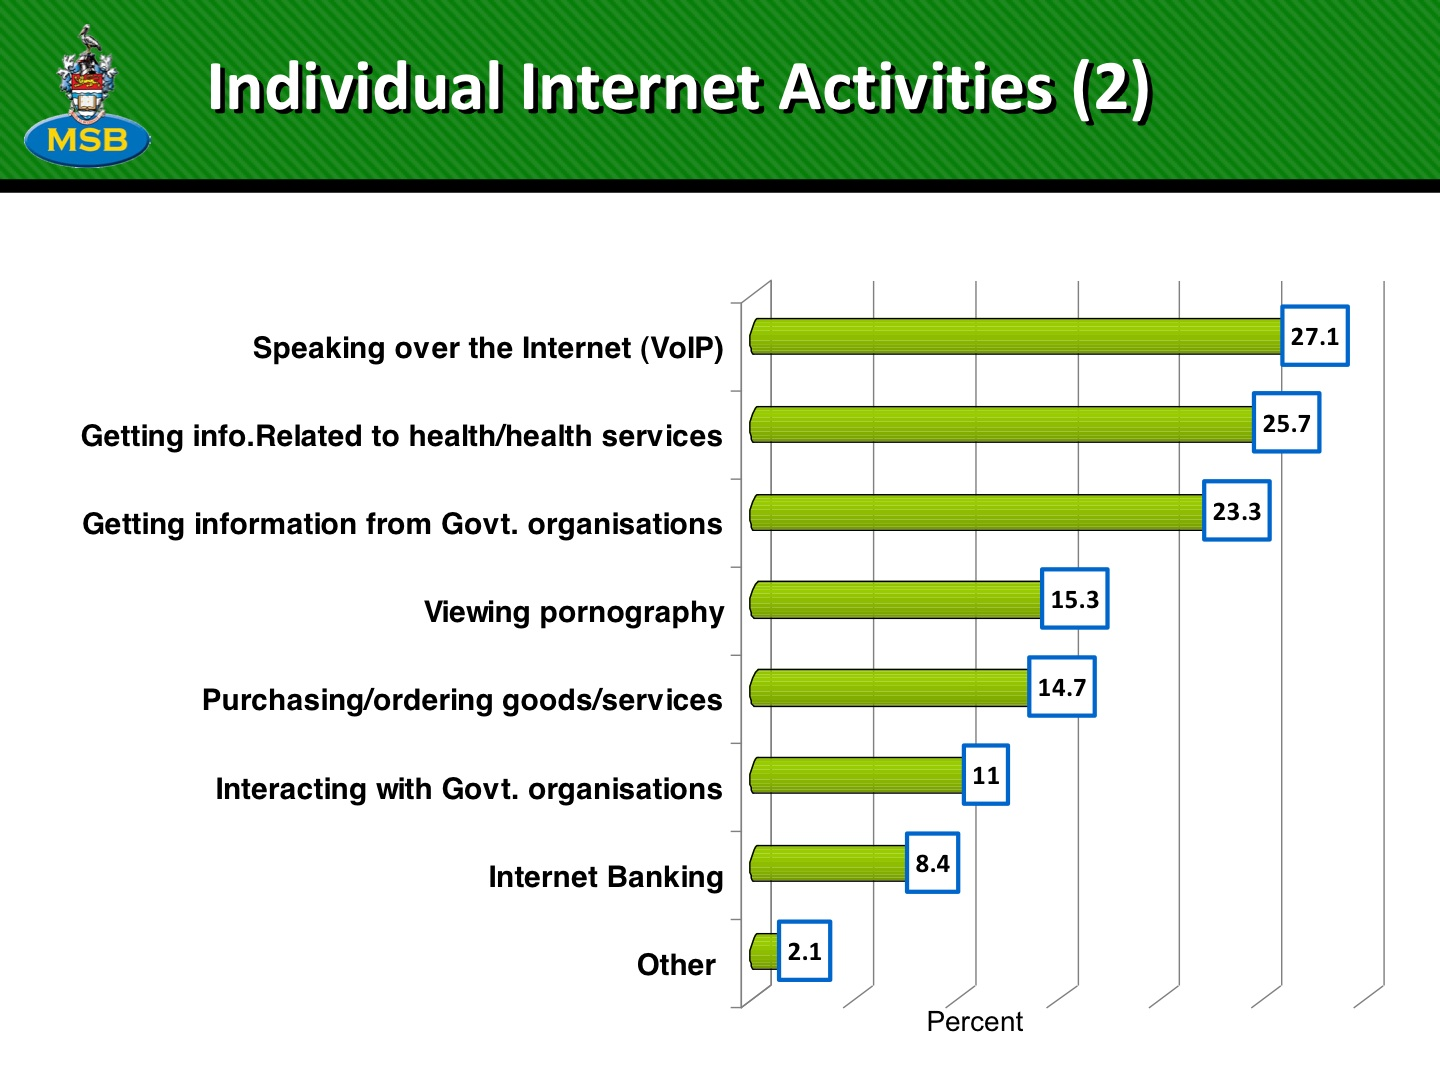 Individual Internet Activities (2)
MSB
Speaking over the Internet (VoIP)
27.1
Getting info.Related to health/health services
25.7
Getting information from Govt. organisations
23.3
Viewing pornography
15.3
Purchasing/ordering goods/services
14.7
Interacting with Govt. organisations
11
Internet Banking
8.4
Other
2.1
Percent